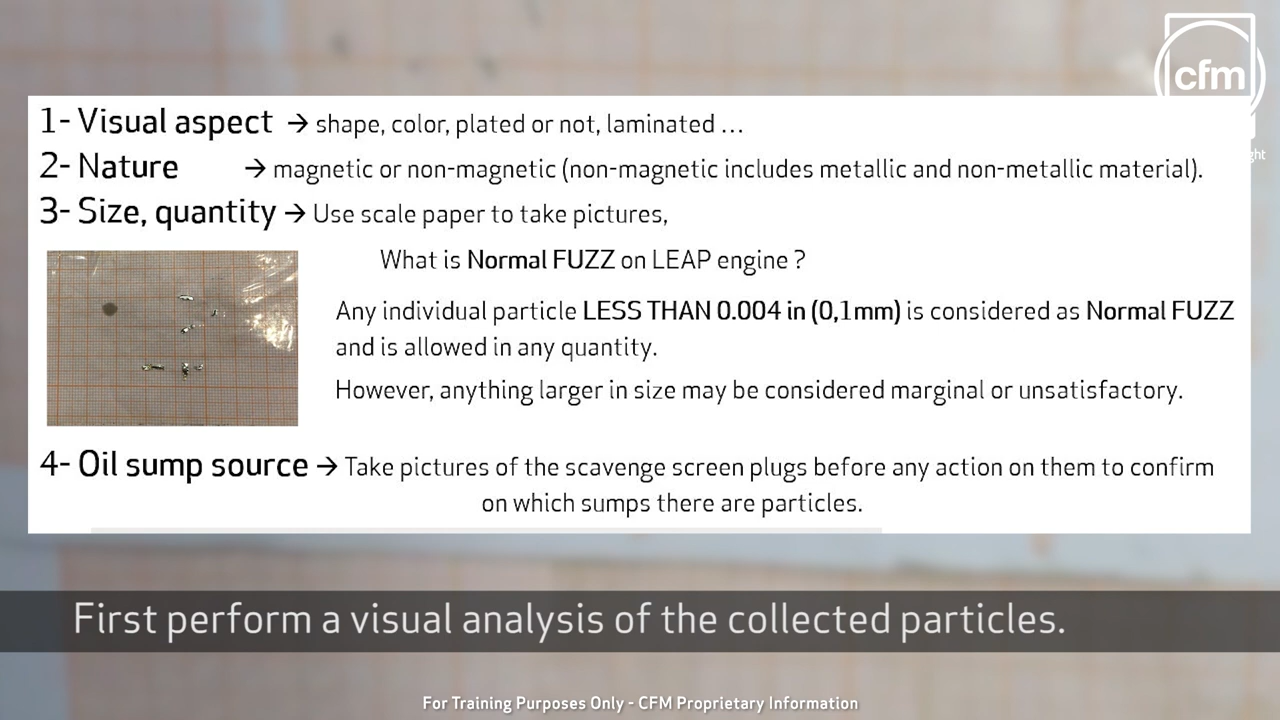 cfm
ght
1- Visual aspect → shape, color, plated or not, laminated ...
2- Nature → magnetic or non-magnetic (non-magnetic includes metallic and non-metallic material).
3- Size, quantity → Use scale paper to take pictures,
What is Normal FUZZ on LEAP engine ?
Any individual particle LESS THAN 0.004 in (0,1mm) is considered as Normal FUZZ
and is allowed in any quantity.
However, anything larger in size may be considered marginal or unsatisfactory.
4- Oil sump source → Take pictures of the scavenge screen plugs before any action on them to confirm
on which sumps there are particles.
First perform a visual analysis of the collected particles.
For Training Purposes Only - CFM Proprietary Information